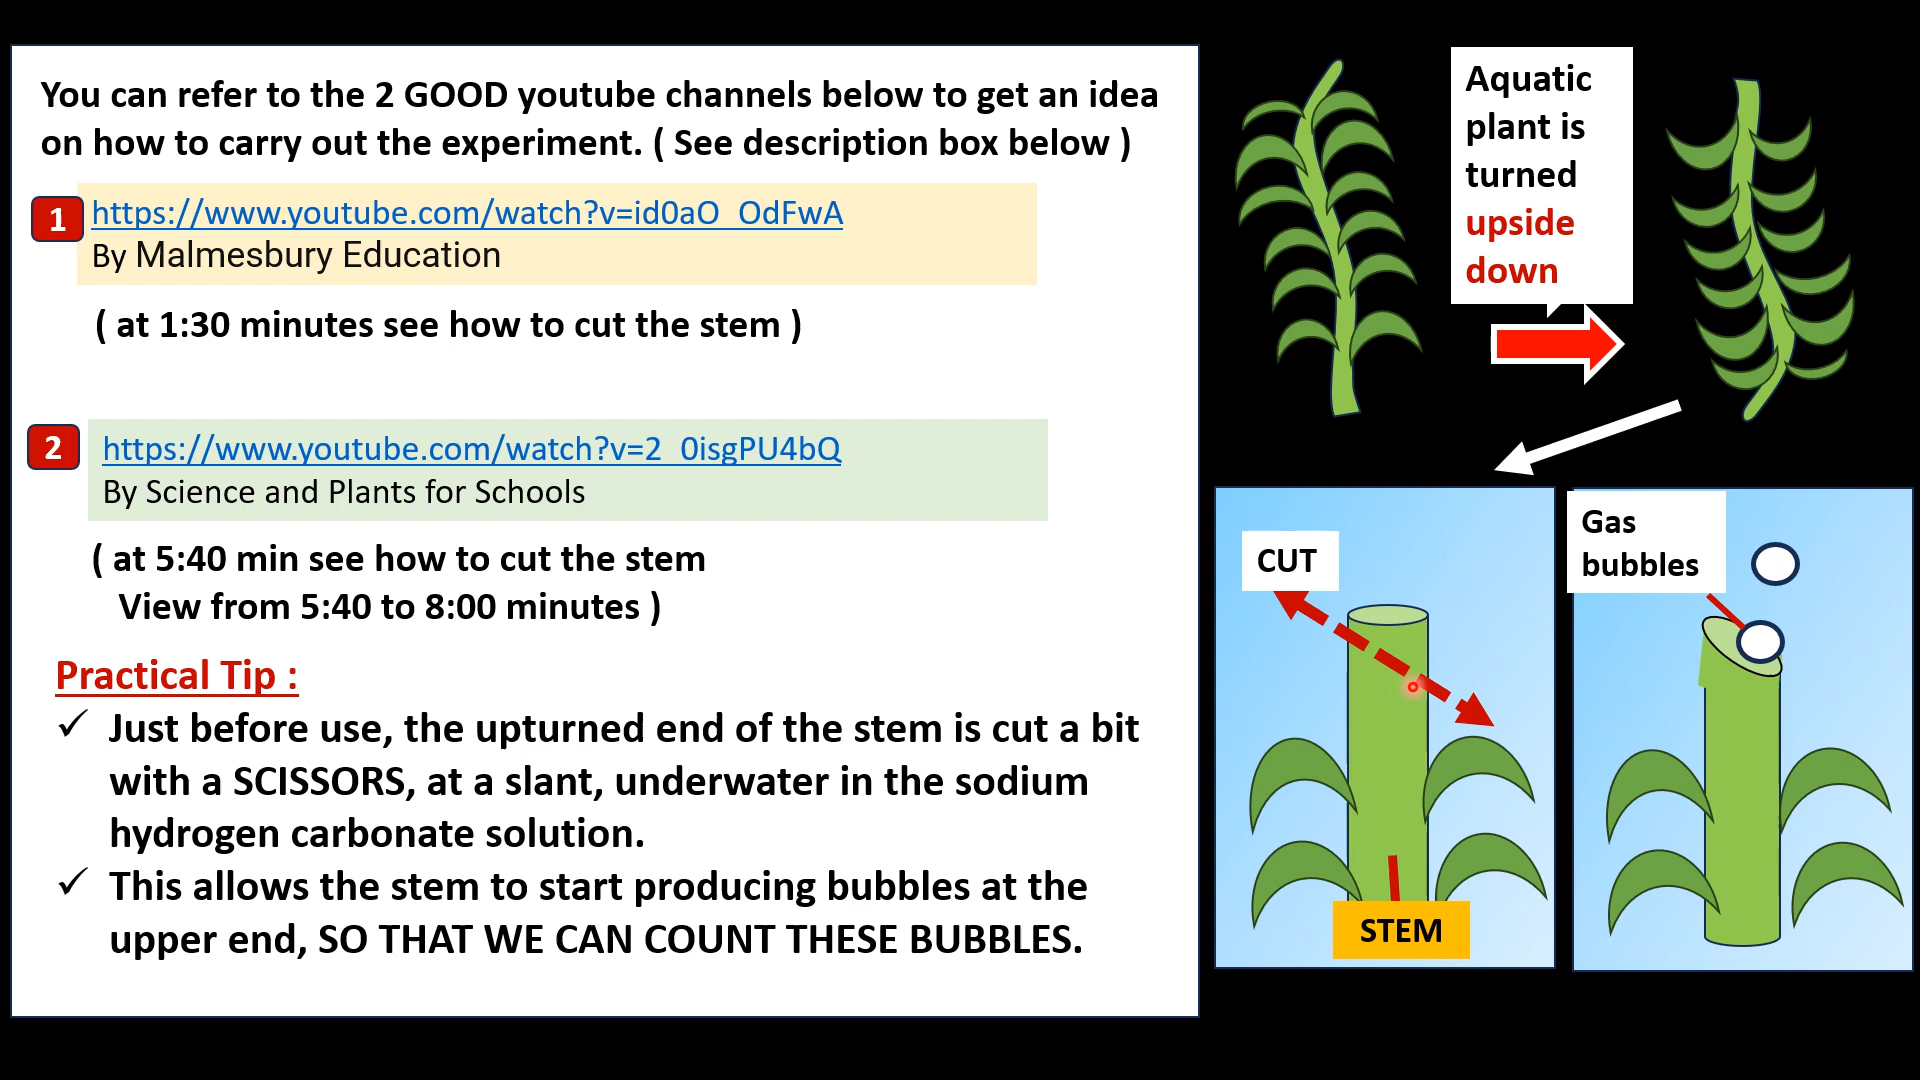 You can refer to the 2 GOOD youtube channels below to get an idea
on how to carry out the experiment. ( See description box below )
1
https://www.youtube.com/watch?v=id0aO_OdFwA
By Malmesbury Education
( at 1:30 minutes see how to cut the stem )
2
https://www.youtube.com/watch?v=2_0isgPU4bQ
By Science and Plants for Schools
( at 5:40 min see how to cut the stem
View from 5:40 to 8:00 minutes )
Practical Tip :
✓ Just before use, the upturned end of the stem is cut a bit
with a SCISSORS, at a slant, underwater in the sodium
hydrogen carbonate solution.
✓ This allows the stem to start producing bubbles at the
upper end, SO THAT WE CAN COUNT THESE BUBBLES.
Aquatic
plant is
turned
upside
down
CUT
STEM
Gas
bubbles